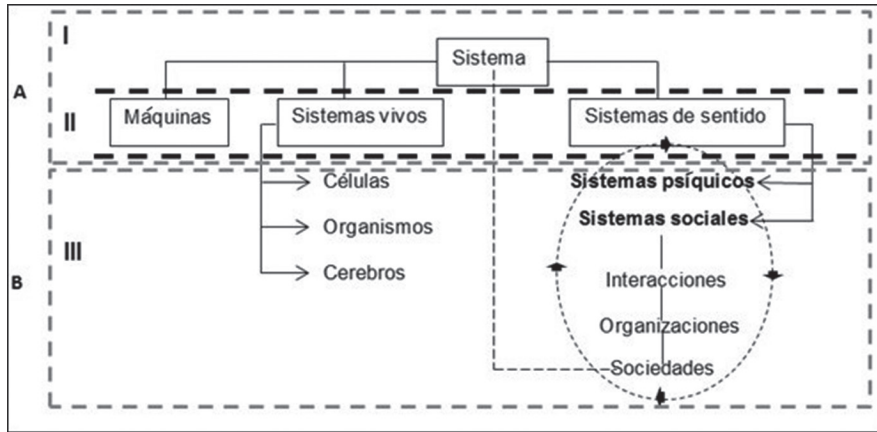 I
Sistema
A
II
Máquinas
Sistemas vivos
Sistemas de sentido
Células
Sistemas psíquicos
Organismos
Sistemas sociales
III
Cerebros
B
Interacciones
Organizaciones
Sociedades